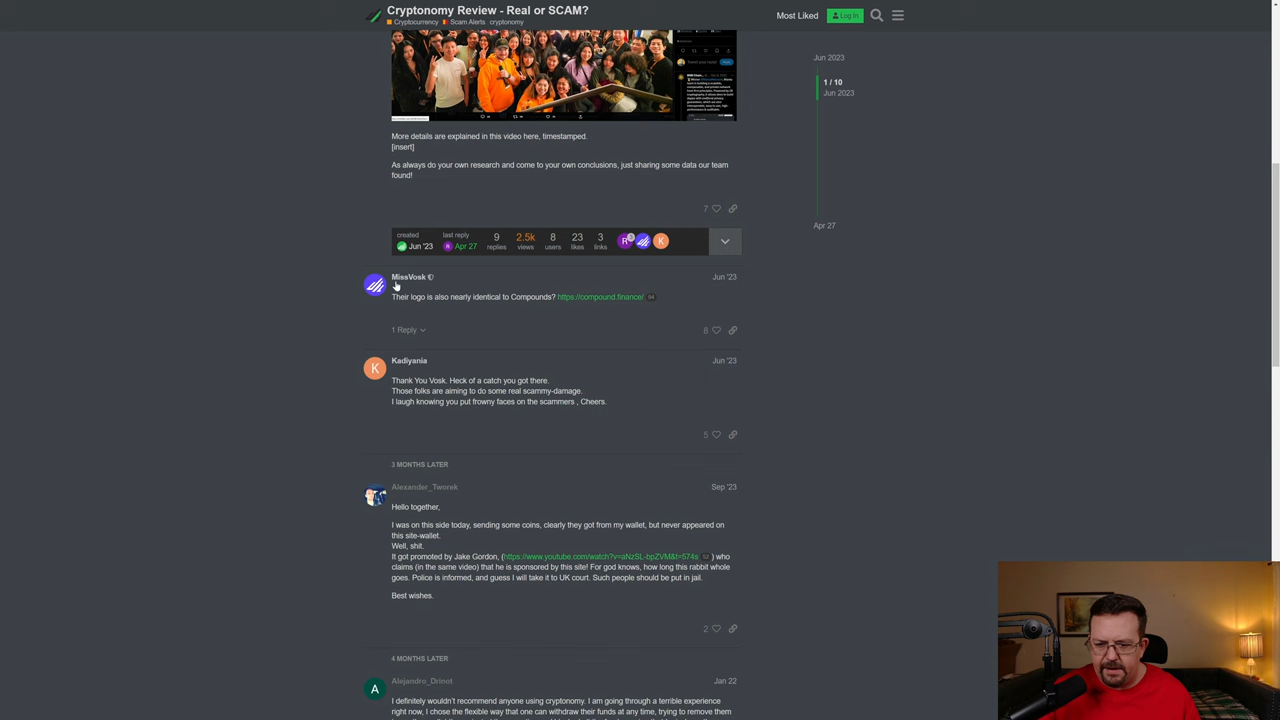 Cryptonomy Review - Real or SCAM?
Cryptocurrency Scam Alerts cryptonomy
Most Liked
Log In
More details are explained in this video here, timestamped.
[insert]
As always do your own research and come to your own conclusions, just sharing some data our team
found!
7
created last reply 9 2.5k 8 23 3
Jun '23 R Apr 27 replies views users likes links R K
Jun 2023
1 / 10
Jun 2023
Apr 27
MissVosk Jun '23
Their logo is also nearly identical to Compounds? https://compound.finance/ 94
1 Reply 8
K Kadiyania Jun '23
Thank You Vosk. Heck of a catch you got there.
Those folks are aiming to do some real scammy-damage.
I laugh knowing you put frowny faces on the scammers , Cheers.
5
3 MONTHS LATER
Alexander_Tworek Sep '23
Hello together,
I was on this side today, sending some coins, clearly they got from my wallet, but never appeared on
this site-wallet.
Well, shit.
It got promoted by Jake Gordon, (https://www.youtube.com/watch?v=aNzSL-bpZVM&t=574s 52 ) who
claims (in the same video) that he is sponsored by this site! For god knows, how long this rabbit whole
goes. Police is informed, and guess I will take it to UK court. Such people should be put in jail.
Best wishes.
2
4 MONTHS LATER
A Alejandro_Drinot Jan 22
I definitely wouldn't recommend anyone using cryptonomy. I am going through a terrible experience
right now, I chose the flexible way that one can withdraw their funds at any time, trying to remove them